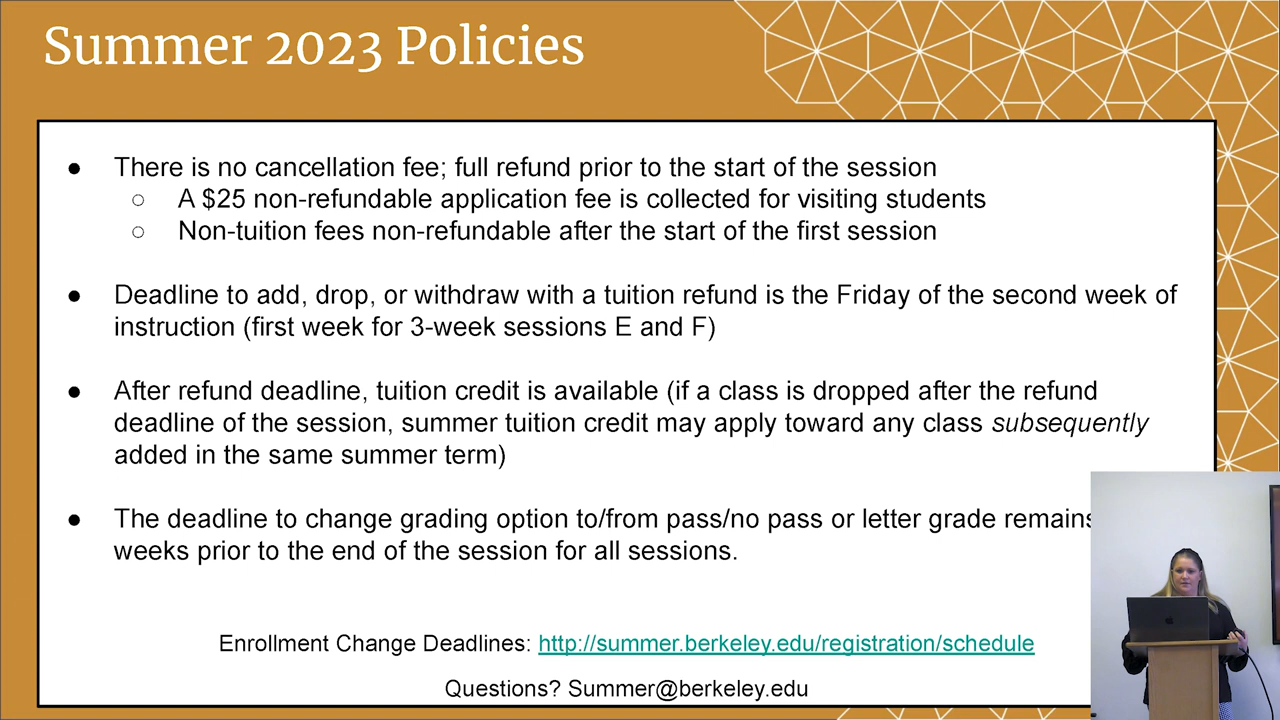 Summer 2023 Policies
● There is no cancellation fee; full refund prior to the start of the session
○ A $25 non-refundable application fee is collected for visiting students
○ Non-tuition fees non-refundable after the start of the first session
● Deadline to add, drop, or withdraw with a tuition refund is the Friday of the second week of
instruction (first week for 3-week sessions E and F)
● After refund deadline, tuition credit is available (if a class is dropped after the refund
deadline of the session, summer tuition credit may apply toward any class subsequently
added in the same summer term)
● The deadline to change grading option to/from pass/no pass or letter grade remains
weeks prior to the end of the session for all sessions.
Enrollment Change Deadlines: http://summer.berkeley.edu/registration/schedule
Questions? Summer@berkeley.edu